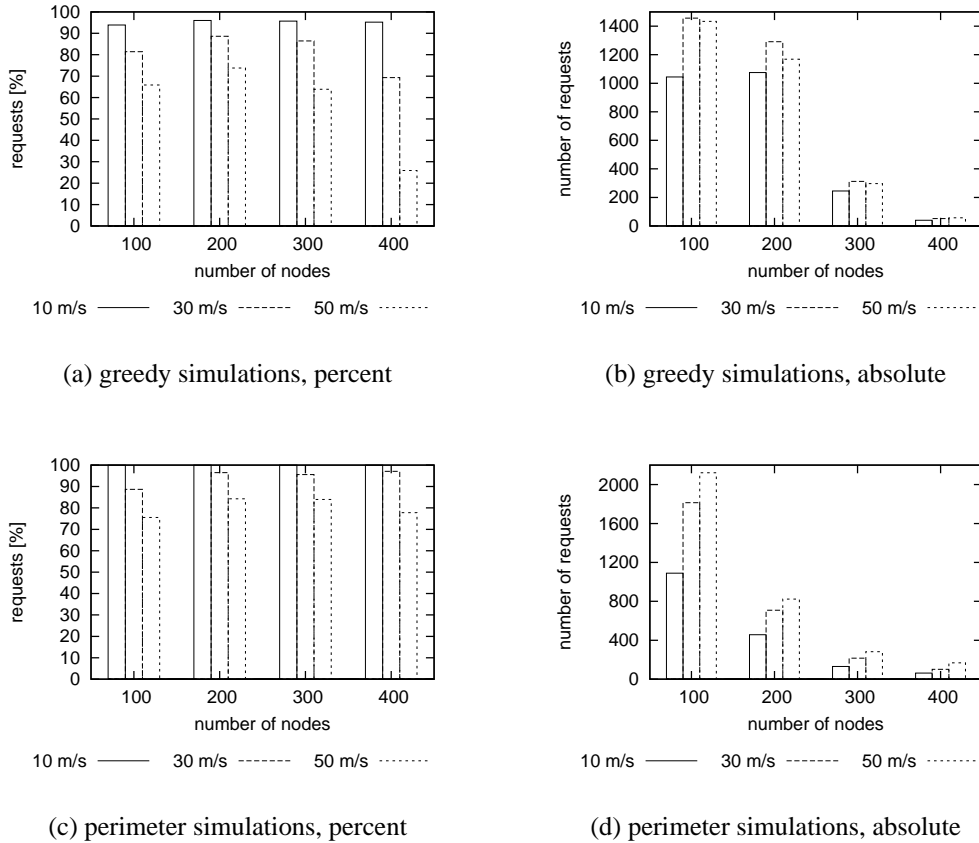 100
90
80
70
60
50
40
30
20
10
0
requests [%]
100 200 300 400
number of nodes
10 m/s 30 m/s 50 m/s
(a) greedy simulations, percent
1400
1200
1000
800
600
400
200
0
number of requests
100 200 300 400
number of nodes
10 m/s 30 m/s 50 m/s
(b) greedy simulations, absolute
100
90
80
70
60
50
40
30
20
10
0
requests [%]
100 200 300 400
number of nodes
10 m/s 30 m/s 50 m/s
(c) perimeter simulations, percent
2000
1600
1200
800
400
0
number of requests
100 200 300 400
number of nodes
10 m/s 30 m/s 50 m/s
(d) perimeter simulations, absolute